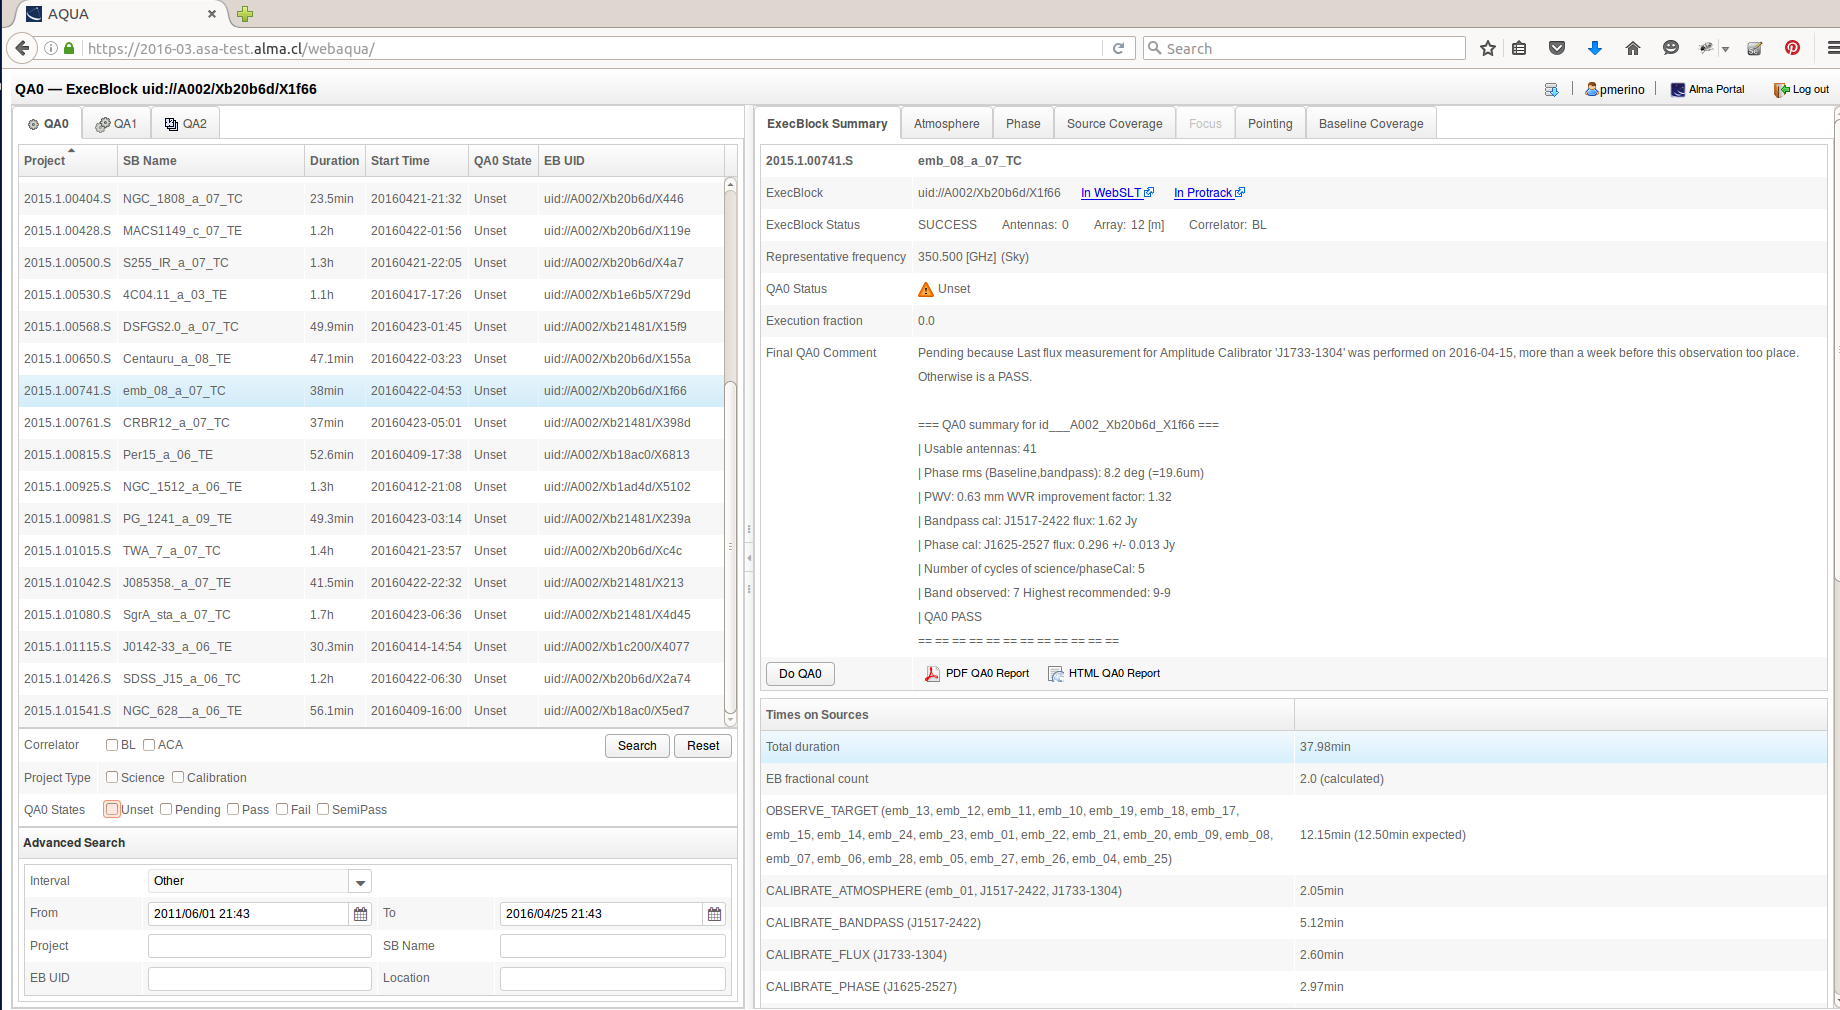 AQUA
https://2016-03.asa-test.alma.cl/webaqua/
Search
QA0 — ExecBlock uid://A002/Xb20b6d/X1f66
pmerino
Alma Portal
Log out
QA0 QA1 QA2
Project SB Name Duration Start Time QA0 State EB UID
2015.1.00404.S NGC_1808_a_07_TC 23.5min 20160421-21:32 Unset uid://A002/Xb20b6d/X446
2015.1.00428.S MACS1149_c_07_TE 1.2h 20160422-01:56 Unset uid://A002/Xb20b6d/X119e
2015.1.00500.S S255_IR_a_07_TC 1.3h 20160421-22:05 Unset uid://A002/Xb20b6d/X4a7
2015.1.00530.S 4C04.11_a_03_TE 1.1h 20160417-17:26 Unset uid://A002/Xb1e6b5/X729d
2015.1.00568.S DSFGS2.0_a_07_TC 49.9min 20160423-01:45 Unset uid://A002/Xb21481/X15f9
2015.1.00650.S Centauru_a_08_TE 47.1min 20160422-03:23 Unset uid://A002/Xb20b6d/X155a
2015.1.00741.S emb_08_a_07_TC 38min 20160422-04:53 Unset uid://A002/Xb20b6d/X1f66
2015.1.00761.S CRBR12_a_07_TC 37min 20160423-05:01 Unset uid://A002/Xb21481/X398d
2015.1.00815.S Per15_a_06_TE 52.6min 20160409-17:38 Unset uid://A002/Xb18ac0/X6813
2015.1.00925.S NGC_1512_a_06_TE 1.3h 20160412-21:08 Unset uid://A002/Xb1ad4d/X5102
2015.1.00981.S PG_1241_a_09_TE 49.3min 20160423-03:14 Unset uid://A002/Xb21481/X239a
2015.1.01015.S TWA_7_a_07_TC 1.4h 20160421-23:57 Unset uid://A002/Xb20b6d/Xc4c
2015.1.01042.S J085358._a_07_TE 41.5min 20160422-22:32 Unset uid://A002/Xb21481/X213
2015.1.01080.S SgrA_sta_a_07_TC 1.7h 20160423-06:36 Unset uid://A002/Xb21481/X4d45
2015.1.01115.S J0142-33_a_06_TE 30.3min 20160414-14:54 Unset uid://A002/Xb1c200/X4077
2015.1.01426.S SDSS_J15_a_06_TC 1.2h 20160422-06:30 Unset uid://A002/Xb20b6d/X2a74
2015.1.01541.S NGC_628__a_06_TE 56.1min 20160409-16:00 Unset uid://A002/Xb18ac0/X5ed7
Correlator BL ACA Search Reset
Project Type Science Calibration
QA0 States Unset Pending Pass Fail SemiPass
Advanced Search
Interval Other
From 2011/06/01 21:43 To 2016/04/25 21:43
Project SB Name
EB UID Location
ExecBlock Summary Atmosphere Phase Source Coverage Focus Pointing Baseline Coverage
2015.1.00741.S emb_08_a_07_TC
ExecBlock uid://A002/Xb20b6d/X1f66 In WebSLT In Protrack
ExecBlock Status SUCCESS Antennas: 0 Array: 12 [m] Correlator: BL
Representative frequency 350.500 [GHz] (Sky)
QA0 Status Unset
Execution fraction 0.0
Final QA0 Comment Pending because Last flux measurement for Amplitude Calibrator 'J1733-1304' was performed on 2016-04-15, more than a week before this observation too place.
Otherwise is a PASS.
=== QA0 summary for id___A002_Xb20b6d_X1f66 ===
| Usable antennas: 41
| Phase rms (Baseline,bandpass): 8.2 deg (=19.6um)
| PWV: 0.63 mm WVR improvement factor: 1.32
| Bandpass cal: J1517-2422 flux: 1.62 Jy
| Phase cal: J1625-2527 flux: 0.296 +/- 0.013 Jy
| Number of cycles of science/phaseCal: 5
| Band observed: 7 Highest recommended: 9-9
| QA0 PASS
== == == == == == == == == == == ==
Do QA0 PDF QA0 Report HTML QA0 Report
Times on Sources
Total duration 37.98min
EB fractional count 2.0 (calculated)
OBSERVE_TARGET (emb_13, emb_12, emb_11, emb_10, emb_19, emb_18, emb_17,
emb_15, emb_14, emb_24, emb_23, emb_01, emb_22, emb_21, emb_20, emb_09, emb_08, 12.15min (12.50min expected)
emb_07, emb_06, emb_28, emb_05, emb_27, emb_26, emb_04, emb_25)
CALIBRATE_ATMOSPHERE (emb_01, J1517-2422, J1733-1304) 2.05min
CALIBRATE_BANDPASS (J1517-2422) 5.12min
CALIBRATE_FLUX (J1733-1304) 2.60min
CALIBRATE_PHASE (J1625-2527) 2.97min